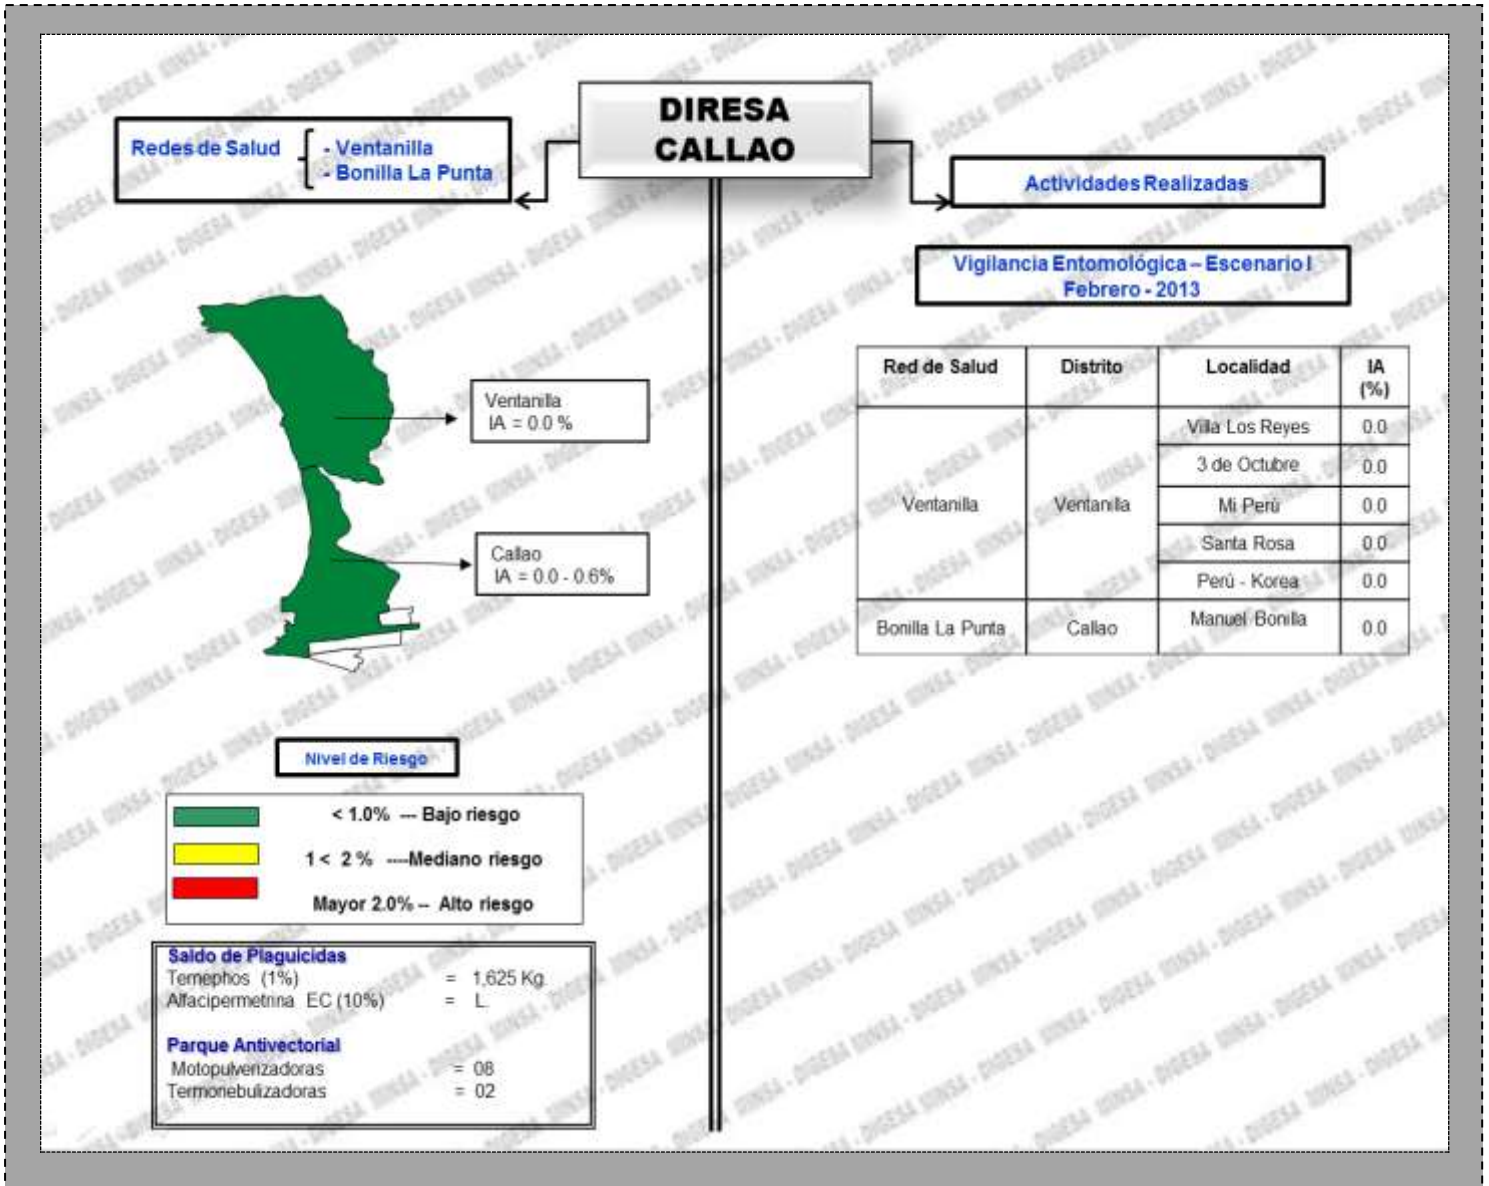 DIRESA
CALLAO
Redes de Salud
- Ventanilla
- Bonilla La Punta
Ventanilla
IA = 0.0 %
Callao
IA = 0.0 - 0.6%
Nivel de Riesgo
< 1.0% --- Bajo riesgo
1 < 2 % ----Mediano riesgo
Mayor 2.0% -- Alto riesgo
Saldo de Plaguicidas
Temephos (1%) = 1,625 Kg.
Alfacipermetrina EC (10%) = L.
Parque Antivectorial
Motopulverizadoras = 08
Termonebulizadoras = 02
Actividades Realizadas
Vigilancia Entomológica – Escenario I
Febrero - 2013
Red de Salud Distrito Localidad IA (%)
Ventanilla Ventanilla Villa Los Reyes 0.0
3 de Octubre 0.0
Mi Perú 0.0
Santa Rosa 0.0
Perú - Korea 0.0
Bonilla La Punta Callao Manuel Bonilla 0.0
MINSA - DIGESA